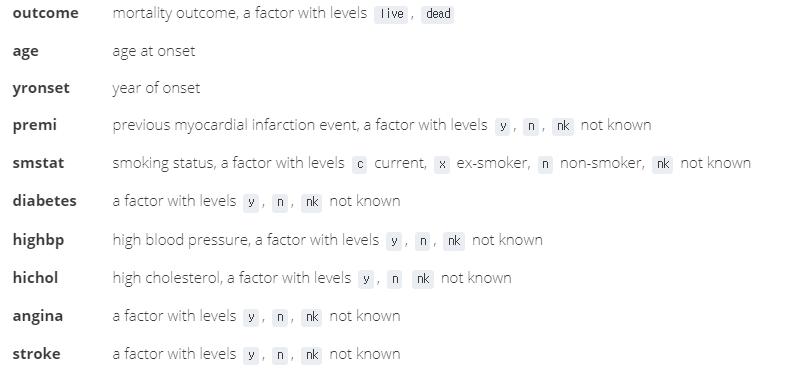 outcome mortality outcome, a factor with levels live , dead
age age at onset
yronset year of onset
premi previous myocardial infarction event, a factor with levels y , n , nk not known
smstat smoking status, a factor with levels c current, x ex-smoker, n non-smoker, nk not known
diabetes a factor with levels y , n , nk not known
highbp high blood pressure, a factor with levels y , n , nk not known
hichol high cholesterol, a factor with levels y , n nk not known
angina a factor with levels y , n , nk not known
stroke a factor with levels y , n , nk not known